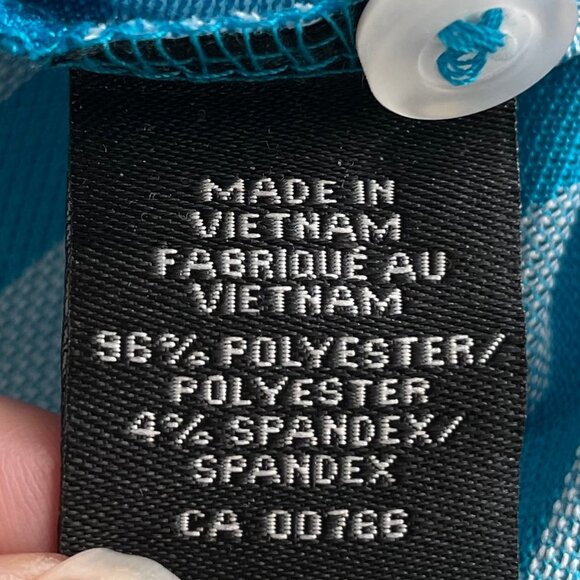 MADE IN
VIETNAM
FABRIQUÉ AU
VIETNAM
96% POLYESTER/
POLYESTER
4% SPANDEX/
SPANDEX
CA 00766